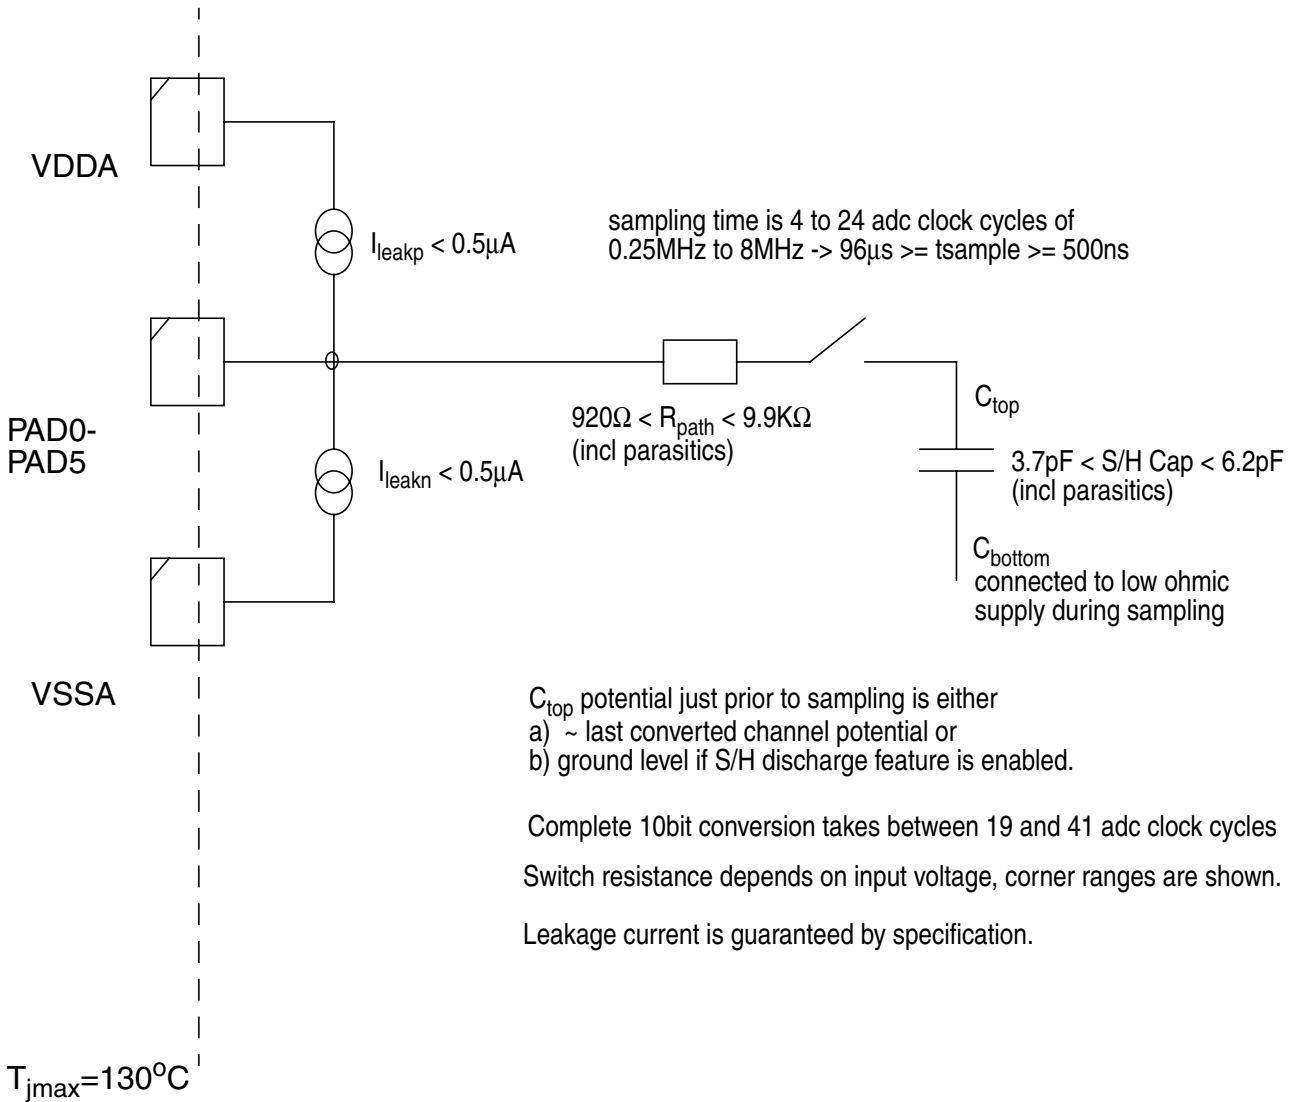 VDDA
I_leakp < 0.5μA
sampling time is 4 to 24 adc clock cycles of
0.25MHz to 8MHz -> 96μs >= tsample >= 500ns
PAD0-
PAD5
920Ω < R_path < 9.9KΩ
(incl parasitics)
C_top
I_leakn < 0.5μA
3.7pF < S/H Cap < 6.2pF
(incl parasitics)
C_bottom
connected to low ohmic
supply during sampling
VSSA
C_top potential just prior to sampling is either
a) ~ last converted channel potential or
b) ground level if S/H discharge feature is enabled.
Complete 10bit conversion takes between 19 and 41 adc clock cycles
Switch resistance depends on input voltage, corner ranges are shown.
Leakage current is guaranteed by specification.
T_jmax=130°C